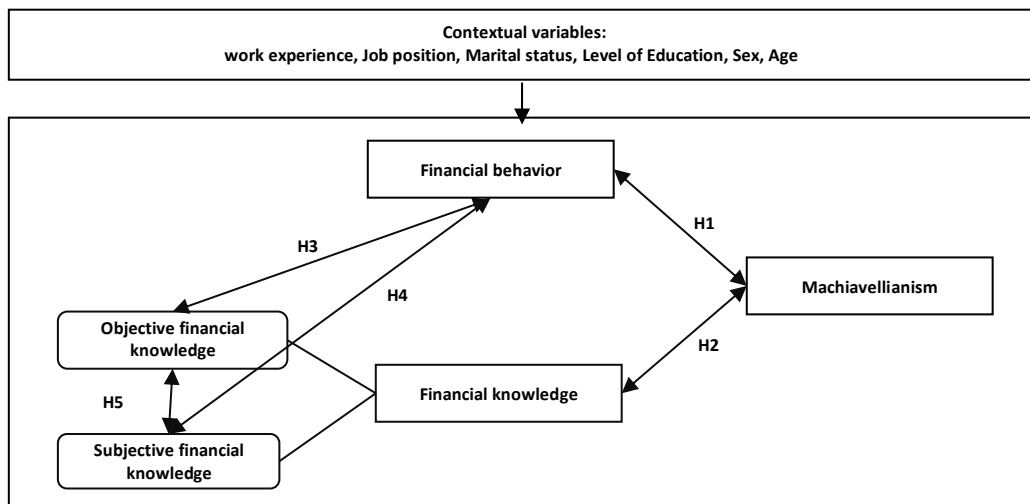 Contextual variables:
work experience, Job position, Marital status, Level of Education, Sex, Age
Financial behavior
H1
H3
H4
Machiavellianism
Objective financial
knowledge
H2
Financial knowledge
H5
Subjective financial
knowledge